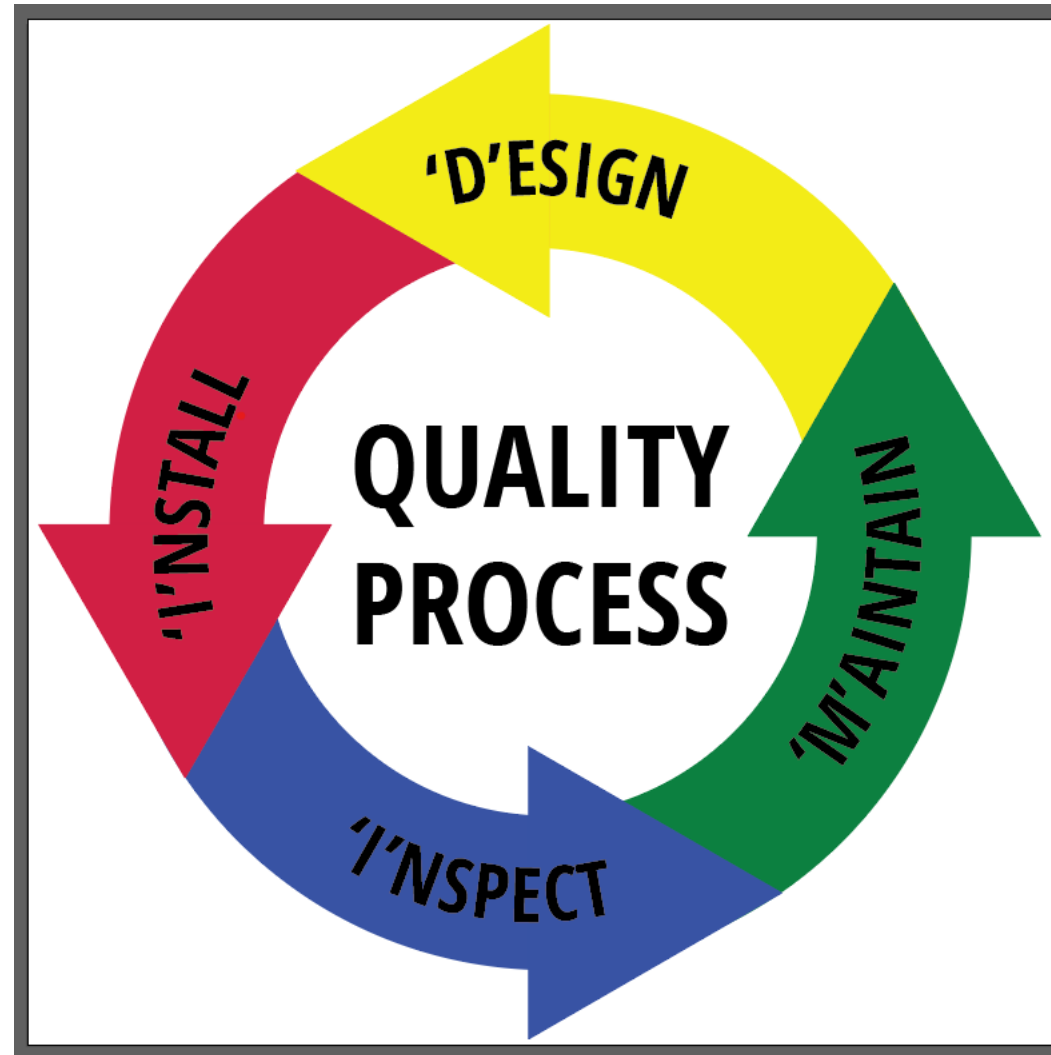 ‘D’ESIGN
‘I’NSTALL
QUALITY
PROCESS
‘M’AINTAIN
‘I’NSPECT